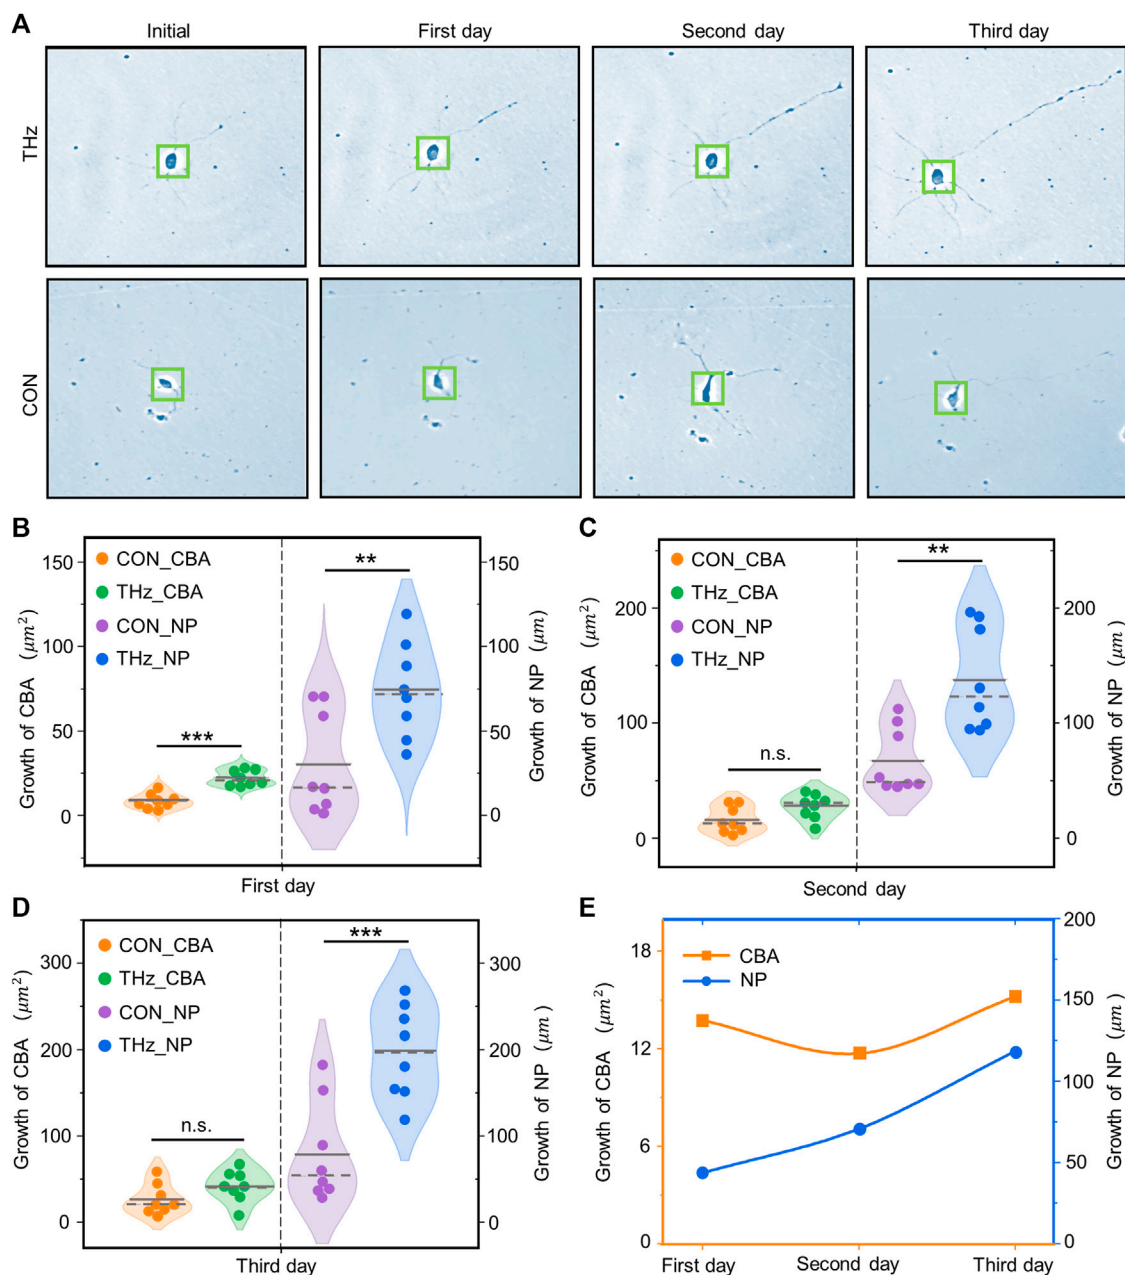 A
Initial
First day
Second day
Third day
THz
CON
B
Growth of CBA (μm²)
150
100
50
0
CON_CBA
THz_CBA
CON_NP
THz_NP
***
**
150
100
50
0
Growth of NP (μm)
First day
C
Growth of CBA (μm²)
200
100
0
CON_CBA
THz_CBA
CON_NP
THz_NP
n.s.
**
200
100
0
Growth of NP (μm)
Second day
D
Growth of CBA (μm²)
300
200
100
0
CON_CBA
THz_CBA
CON_NP
THz_NP
n.s.
***
300
200
100
0
Growth of NP (μm)
Third day
E
Growth of CBA (μm²)
18
12
6
0
CBA
NP
200
150
100
50
0
Growth of NP (μm)
First day
Second day
Third day